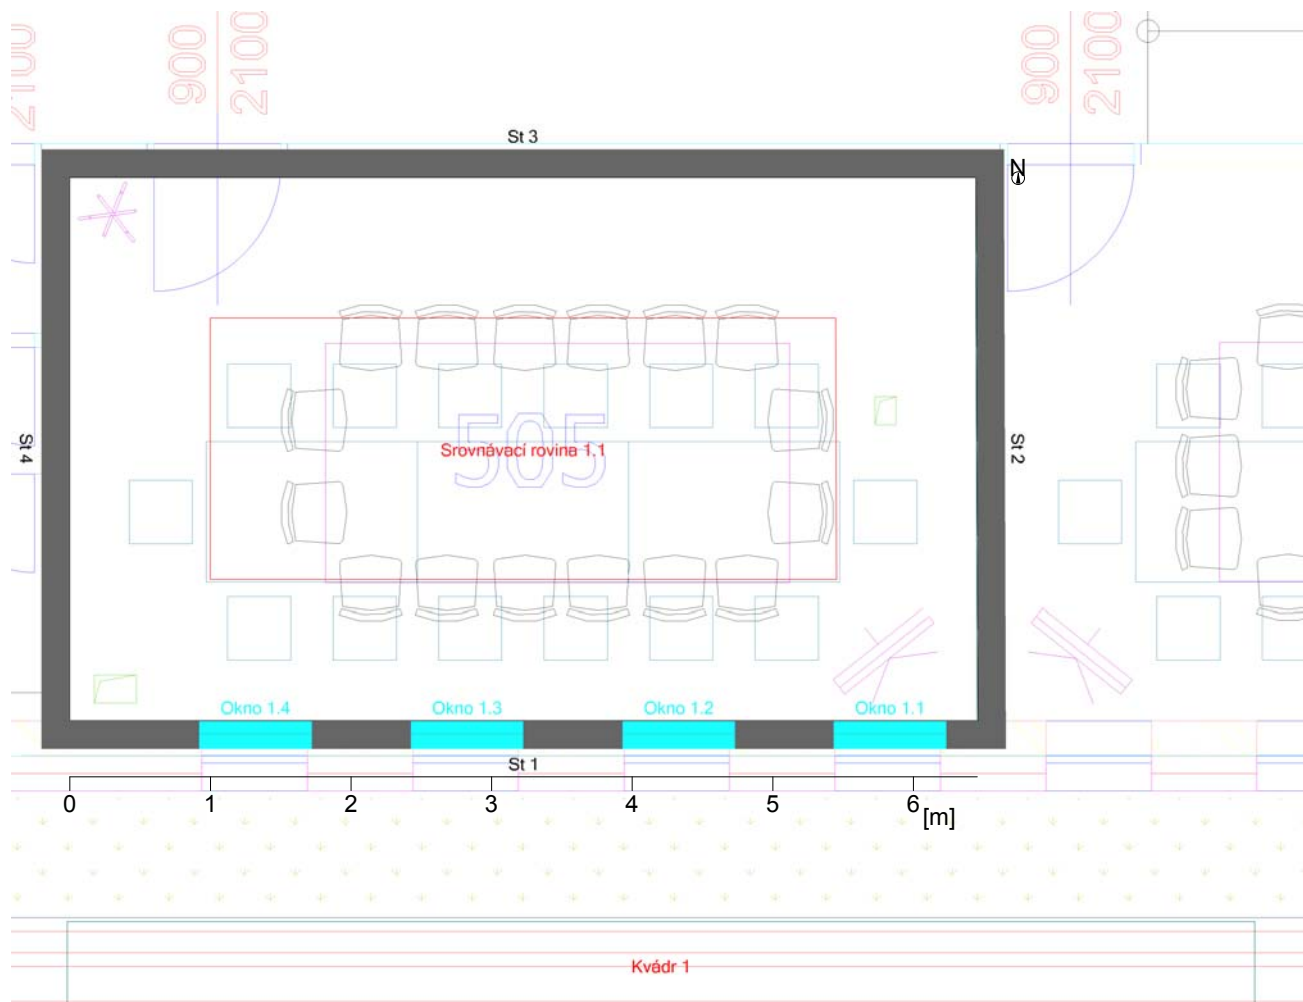 2100
900
2100
900
2100
St 3
N
505
Srovnávací rovina 1.1
St 4
St 2
Okno 1.4
Okno 1.3
Okno 1.2
Okno 1.1
St 1
0 1 2 3 4 5 6 [m]
Kvádr 1